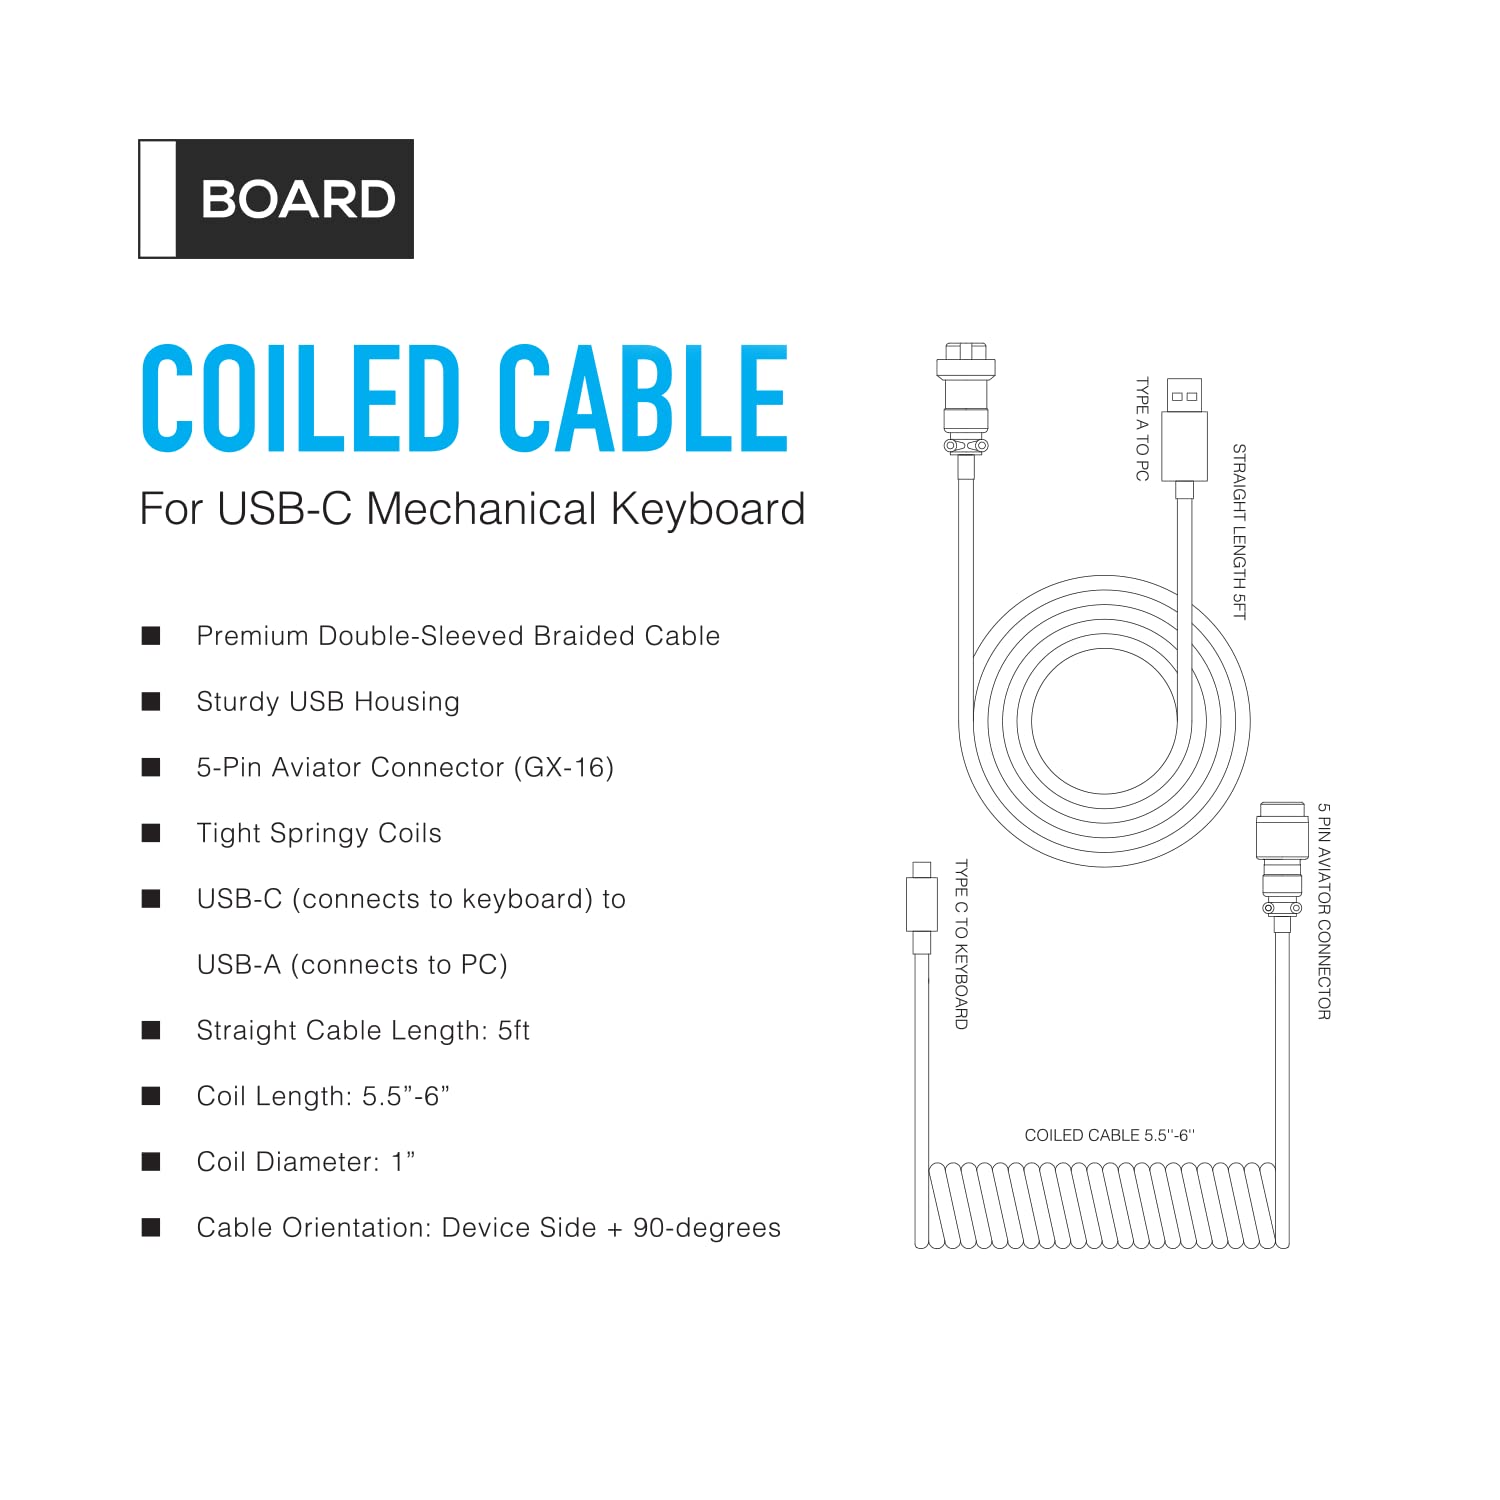 BOARD
COILED CABLE
For USB-C Mechanical Keyboard
Premium Double-Sleeved Braided Cable
Sturdy USB Housing
5-Pin Aviator Connector (GX-16)
Tight Springy Coils
USB-C (connects to keyboard) to
USB-A (connects to PC)
Straight Cable Length: 5ft
Coil Length: 5.5”-6”
Coil Diameter: 1”
Cable Orientation: Device Side + 90-degrees
TYPE A TO PC
STRAIGHT LENGTH 5FT
5 PIN AVIATOR CONNECTOR
TYPE C TO KEYBOARD
COILED CABLE 5.5''-6''